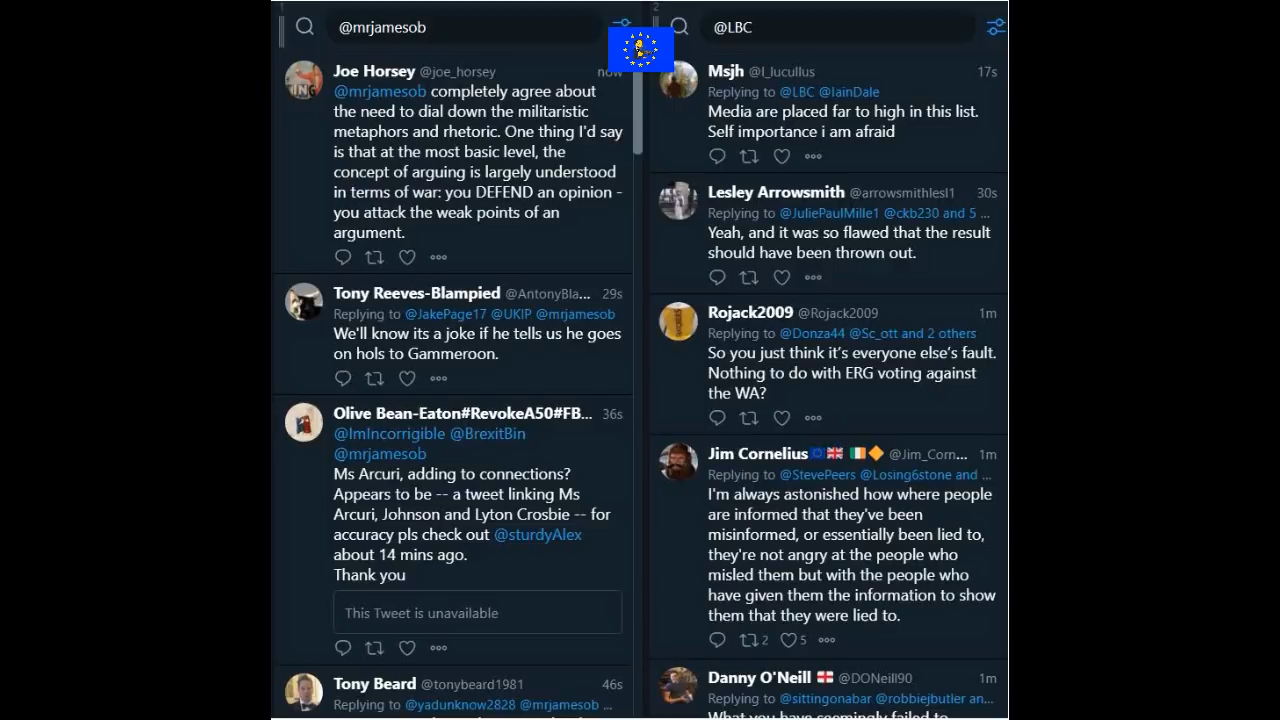 1
@mrjamesob
Joe Horsey @joe_horsey now
@mrjamesob completely agree about
the need to dial down the militaristic
metaphors and rhetoric. One thing I'd say
is that at the most basic level, the
concept of arguing is largely understood
in terms of war: you DEFEND an opinion -
you attack the weak points of an
argument.
Tony Reeves-Blampied @AntonyBla... 29s
Replying to @JakePage17 @UKIP @mrjamesob
We'll know its a joke if he tells us he goes
on hols to Gammeroon.
Olive Bean-Eaton#RevokeA50#FB... 36s
@ImIncorrigible @BrexitBin
@mrjamesob
Ms Arcuri, adding to connections?
Appears to be -- a tweet linking Ms
Arcuri, Johnson and Lyton Crosbie -- for
accuracy pls check out @sturdyAlex
about 14 mins ago.
Thank you
This Tweet is unavailable
Tony Beard @tonybeard1981 46s
Replying to @yadunknow2828 @mrjamesob ...
2
@LBC
Msjh @l_lucullus 17s
Replying to @LBC @IainDale
Media are placed far to high in this list.
Self importance i am afraid
Lesley Arrowsmith @arrowsmithlesl1 30s
Replying to @JuliePaulMille1 @ckb230 and 5 ...
Yeah, and it was so flawed that the result
should have been thrown out.
Rojack2009 @Rojack2009 1m
Replying to @Donza44 @Sc_ott and 2 others
So you just think it's everyone else's fault.
Nothing to do with ERG voting against
the WA?
Jim Cornelius @Jim_Corn... 1m
Replying to @StevePeers @Losing6stone and ...
I'm always astonished how where people
are informed that they've been
misinformed, or essentially been lied to,
they're not angry at the people who
misled them but with the people who
have given them the information to show
them that they were lied to.
2 5
Danny O'Neill @DONeill90 1m
Replying to @sittingonabar @robbiejbutler an...
What you have seemingly failed to